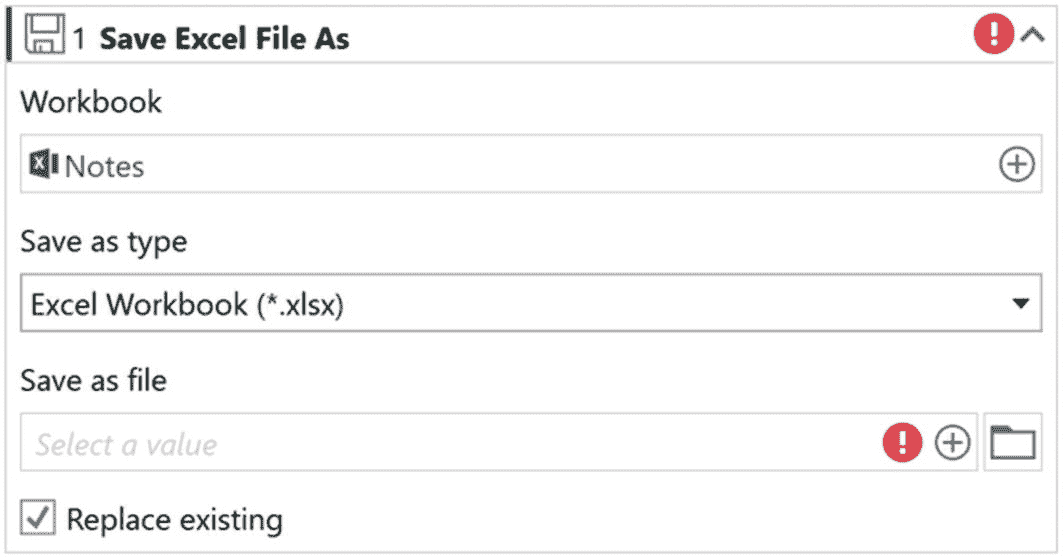 1 Save Excel File As
Workbook
Notes
Save as type
Excel Workbook (*.xlsx)
Save as file
Select a value
Replace existing